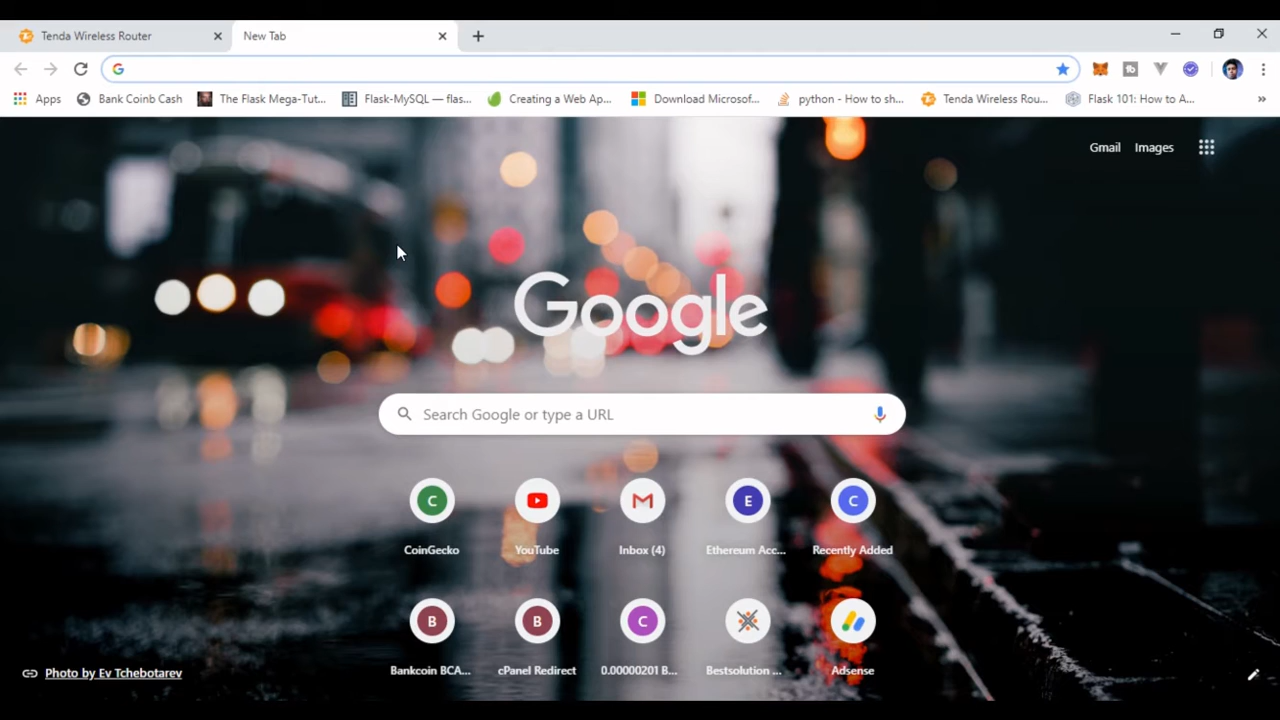 Tenda Wireless Router
New Tab
Apps
Bank Coinb Cash
The Flask Mega-Tut...
Flask-MySQL — flas...
Creating a Web Ap...
Download Microsof...
python - How to sh...
Tenda Wireless Rou...
Flask 101: How to A...
»
Gmail
Images
Google
Search Google or type a URL
C
E
C
CoinGecko
YouTube
Inbox (4)
Ethereum Acc...
Recently Added
B
B
C
Bankcoin BCA...
cPanel Redirect
0.00000201 B...
Bestsolution ...
Adsense
Photo by Ev Tchebotarev